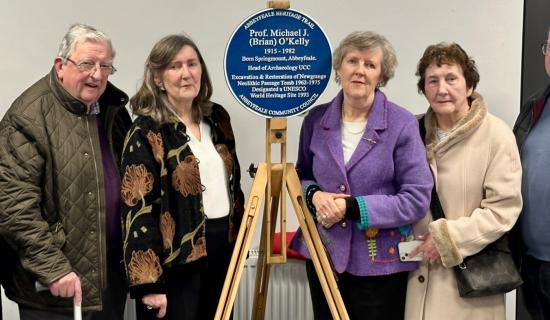 ABBEYFEALE HERITAGE TRAIL
Prof. Michael J.
(Brian) O'Kelly
1915 - 1982
Born Springmount, Abbeyfeale.
Head of Archaeology UCC
Excavation & Restoration of Newgrange
Neolithic Passage Tomb 1962-1975
Designated a UNESCO
World Heritage Site 1993
ABBEYFEALE COMMUNITY COUNCIL